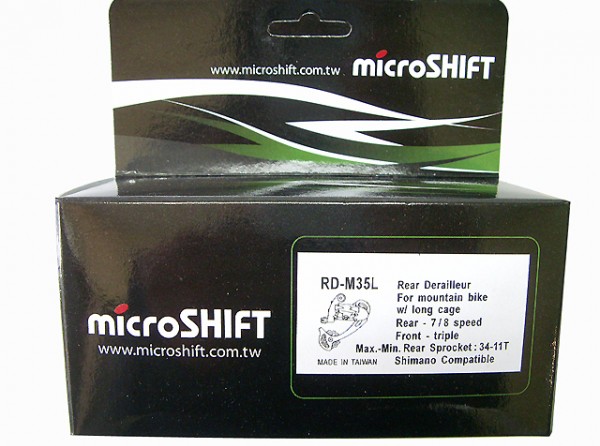 www.microshift.com.tw microSHIFT
RD-M35L
Rear Derailleur
For mountain bike
w/ long cage
Rear - 7/8 speed
Front - triple
Max.-Min. Rear Sprocket: 34-11T
MADE IN TAIWAN Shimano Compatible
microSHIFT
www.microshift.com.tw